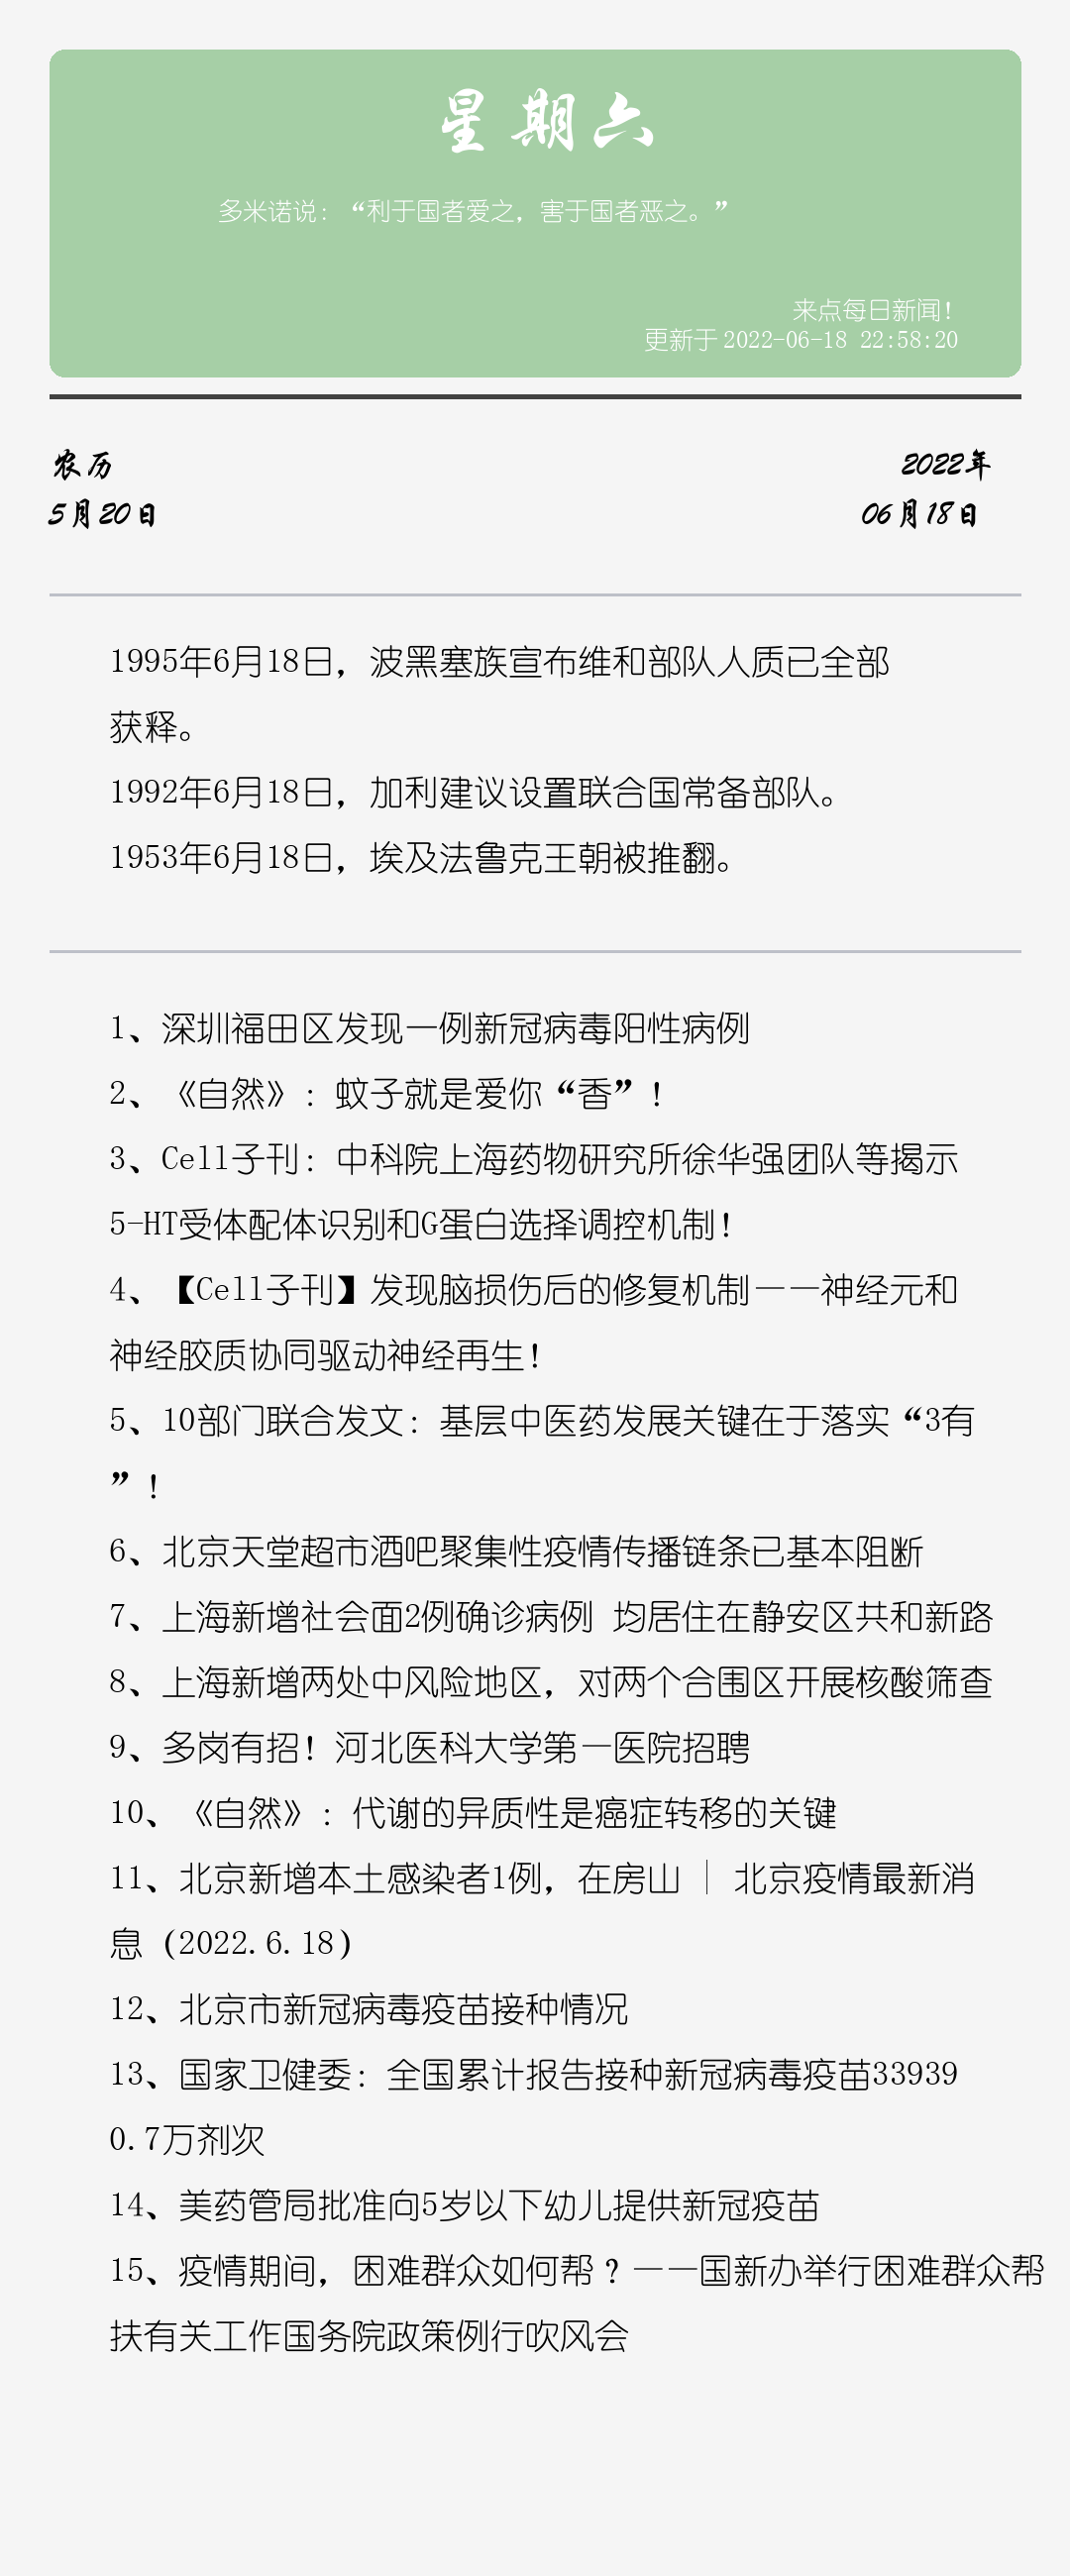 星期六
多米诺说：“利于国者爱之，害于国者恶之。”
来点每日新闻！
更新于 2022-06-18 22:58:20
农历
2022年
5月20日
06月18日
1995年6月18日，波黑塞族宣布维和部队人质已全部
获释。
1992年6月18日，加利建议设置联合国常备部队。
1953年6月18日，埃及法鲁克王朝被推翻。
1、深圳福田区发现一例新冠病毒阳性病例
2、《自然》：蚊子就是爱你“香”！
3、Cell子刊：中科院上海药物研究所徐华强团队等揭示
5-HT受体配体识别和G蛋白选择调控机制！
4、【Cell子刊】发现脑损伤后的修复机制——神经元和
神经胶质协同驱动神经再生！
5、10部门联合发文：基层中医药发展关键在于落实“3有
”！
6、北京天堂超市酒吧聚集性疫情传播链条已基本阻断
7、上海新增社会面2例确诊病例 均居住在静安区共和新路
8、上海新增两处中风险地区，对两个合围区开展核酸筛查
9、多岗有招！河北医科大学第一医院招聘
10、《自然》：代谢的异质性是癌症转移的关键
11、北京新增本土感染者1例，在房山｜北京疫情最新消
息（2022.6.18）
12、北京市新冠病毒疫苗接种情况
13、国家卫健委：全国累计报告接种新冠病毒疫苗33939
0.7万剂次
14、美药管局批准向5岁以下幼儿提供新冠疫苗
15、疫情期间，困难群众如何帮？——国新办举行困难群众帮
扶有关工作国务院政策例行吹风会